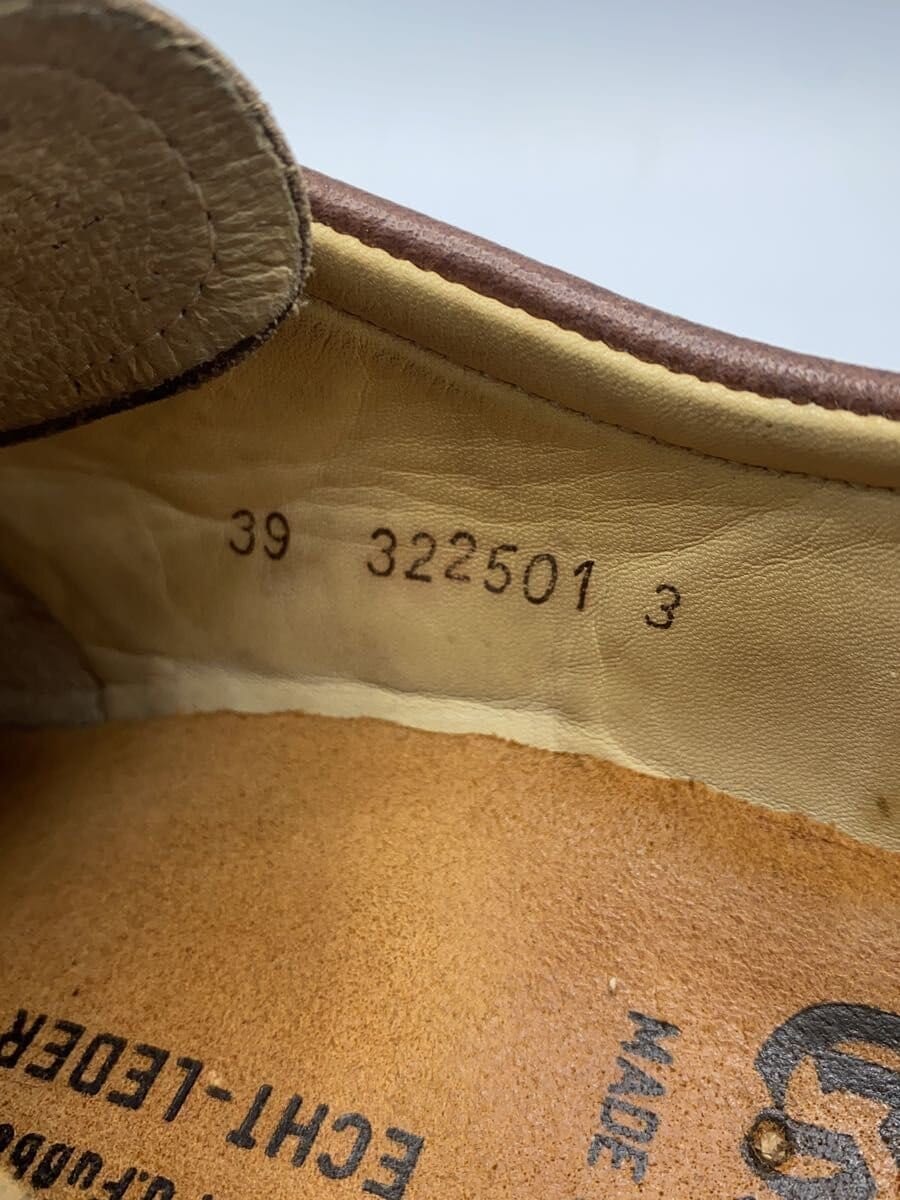 39 322501 3
MADE
ECHT-LEDER